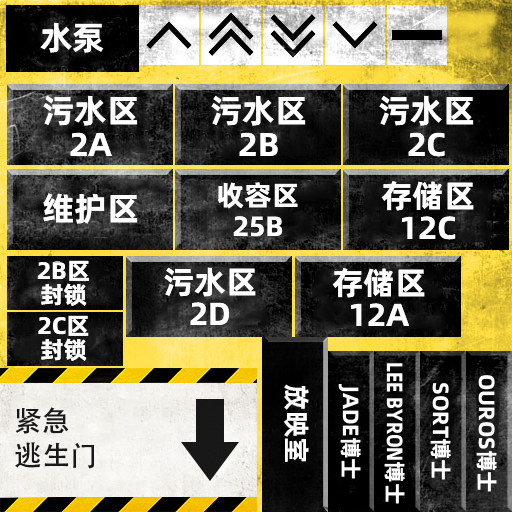 水泵
污水区
2A
污水区
2B
污水区
2C
维护区
收容区
25B
存储区
12C
2B区
封锁
2C区
封锁
污水区
2D
存储区
12A
紧急
逃生门
放映室
JADE博士
LEE BYRON博士
SORT博士
OUROS博士